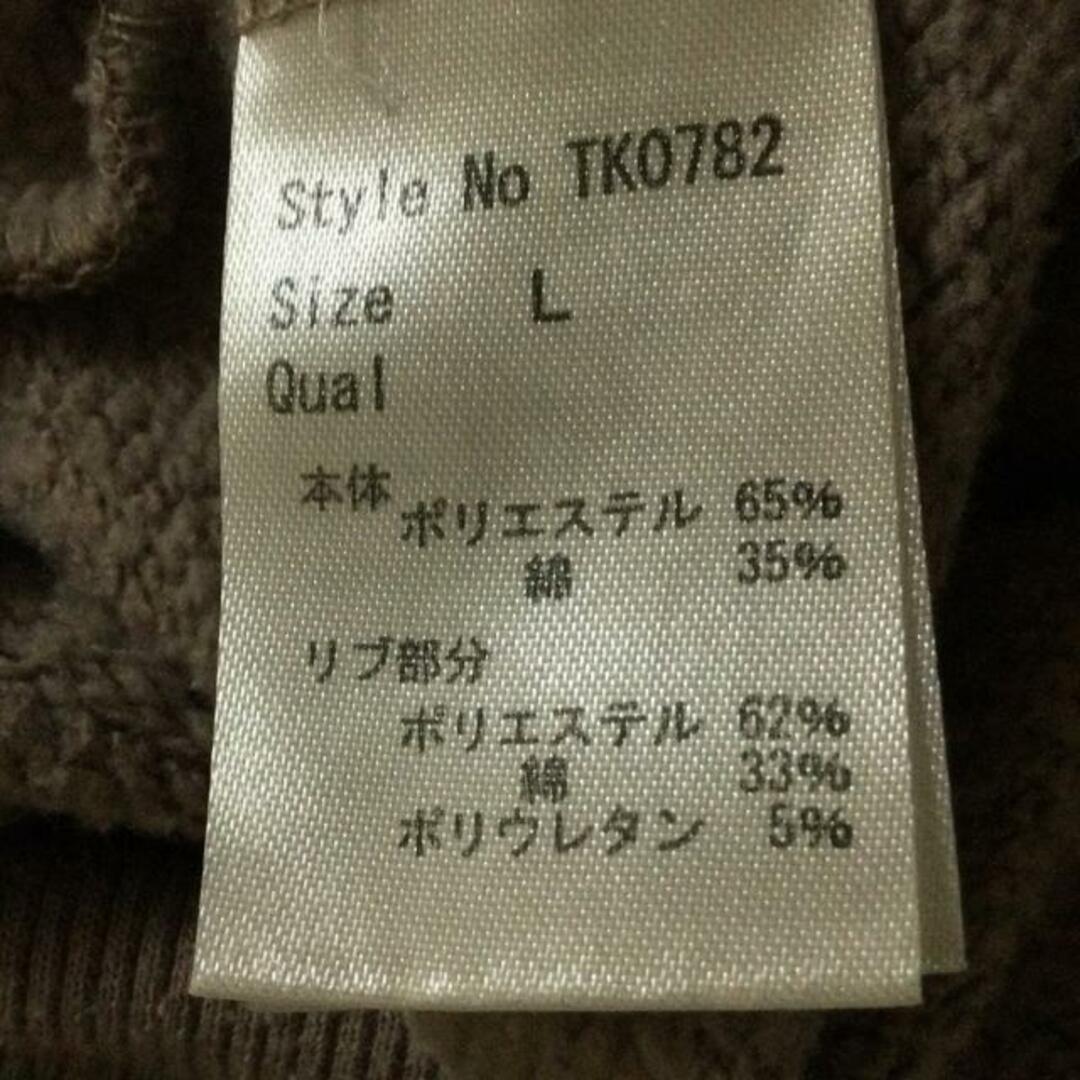 Style No TK0782
Size L
Qual
本体
ポリエステル 65%
綿 35%
リブ部分
ポリエステル 62%
綿 33%
ポリウレタン 5%